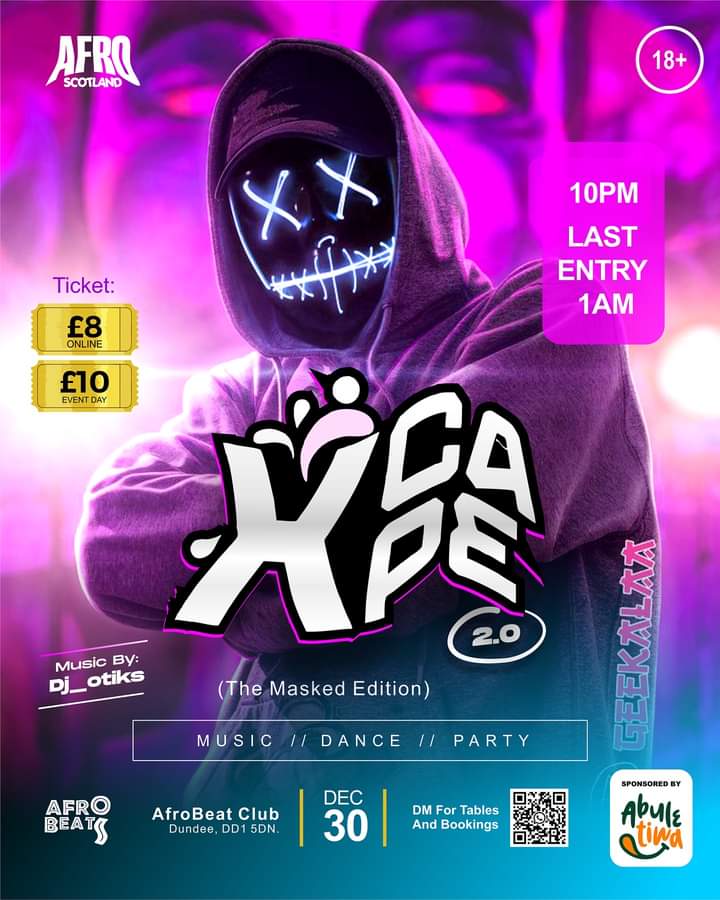 AFRO
SCOTLAND
18+
10PM
LAST
ENTRY
1AM
Ticket:
£8
ONLINE
£10
EVENT DAY
XCAPE
2.0
GEEKALAA
Music By:
Dj_otiks
(The Masked Edition)
MUSIC // DANCE // PARTY
AFRO
BEATS
AfroBeat Club
Dundee, DD1 5DN.
DEC
30
DM For Tables
And Bookings
SPONSORED BY
Abule
tiwa